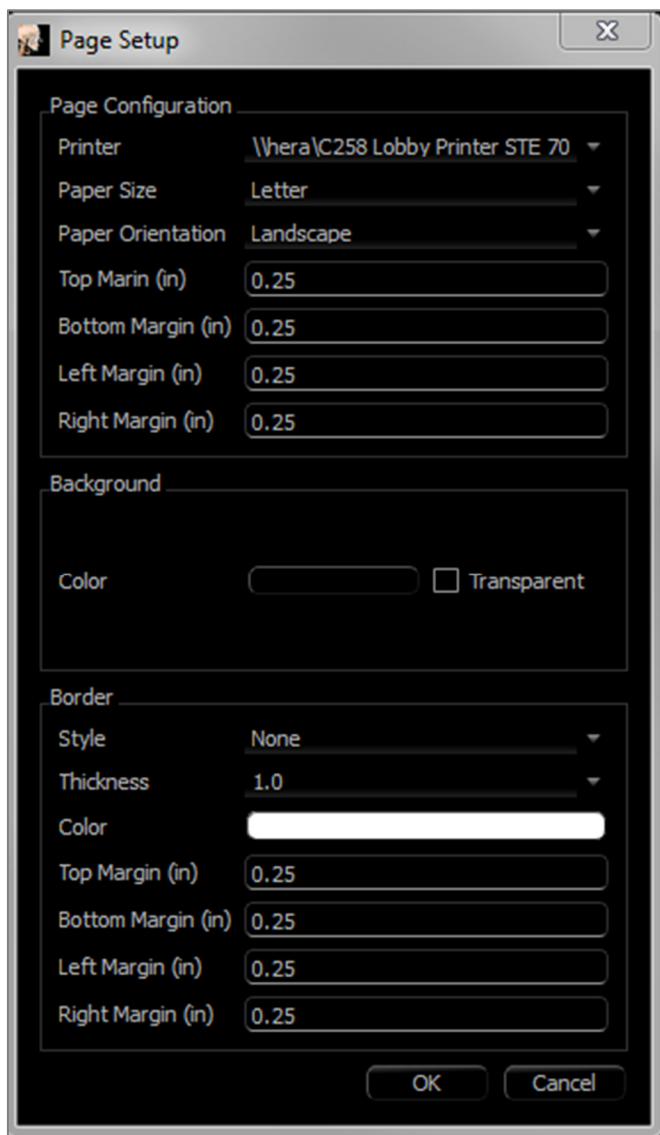 Page Setup
Page Configuration
Printer \\hera\C258 Lobby Printer STE 70
Paper Size Letter
Paper Orientation Landscape
Top Marin (in) 0.25
Bottom Margin (in) 0.25
Left Margin (in) 0.25
Right Margin (in) 0.25
Background
Color Transparent
Border
Style None
Thickness 1.0
Color
Top Margin (in) 0.25
Bottom Margin (in) 0.25
Left Margin (in) 0.25
Right Margin (in) 0.25
OK Cancel